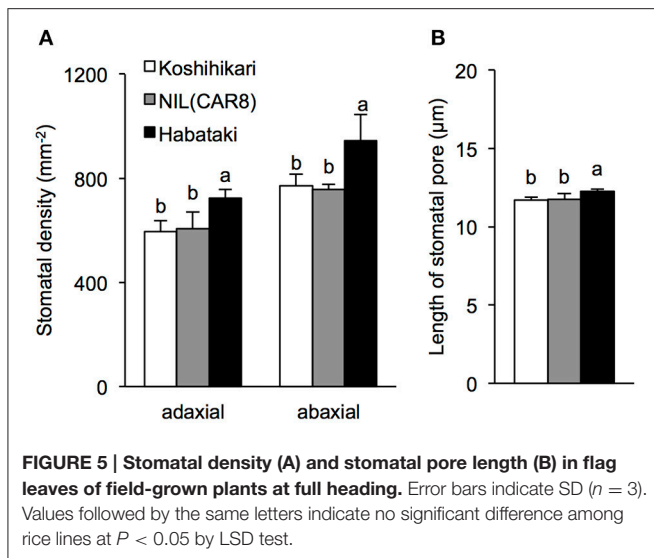 A
B
Stomatal density (mm-2)
1200
800
400
0
Koshihikari
NIL(CAR8)
Habataki
b
b
a
b
b
a
adaxial
abaxial
Length of stomatal pore (µm)
20
15
10
5
0
b
b
a
FIGURE 5 | Stomatal density (A) and stomatal pore length (B) in flag
leaves of field-grown plants at full heading. Error bars indicate SD (n = 3).
Values followed by the same letters indicate no significant difference among
rice lines at P < 0.05 by LSD test.